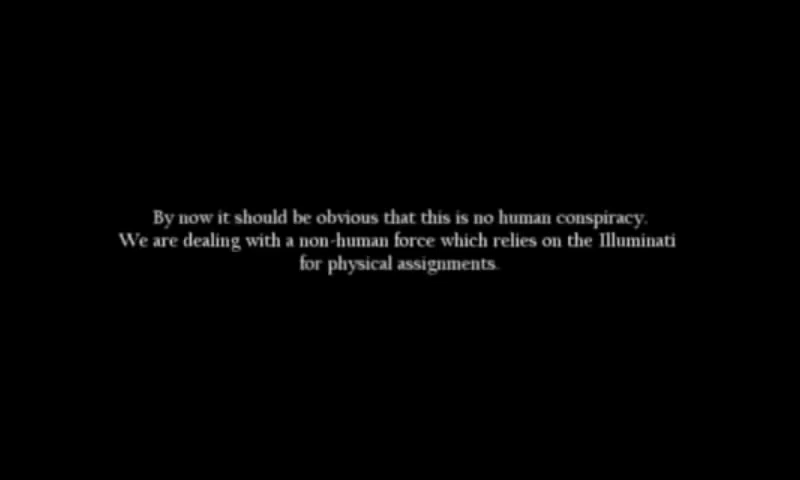 By now it should be obvious that this is no human conspiracy.
We are dealing with a non-human force which relies on the Illuminati
for physical assignments.